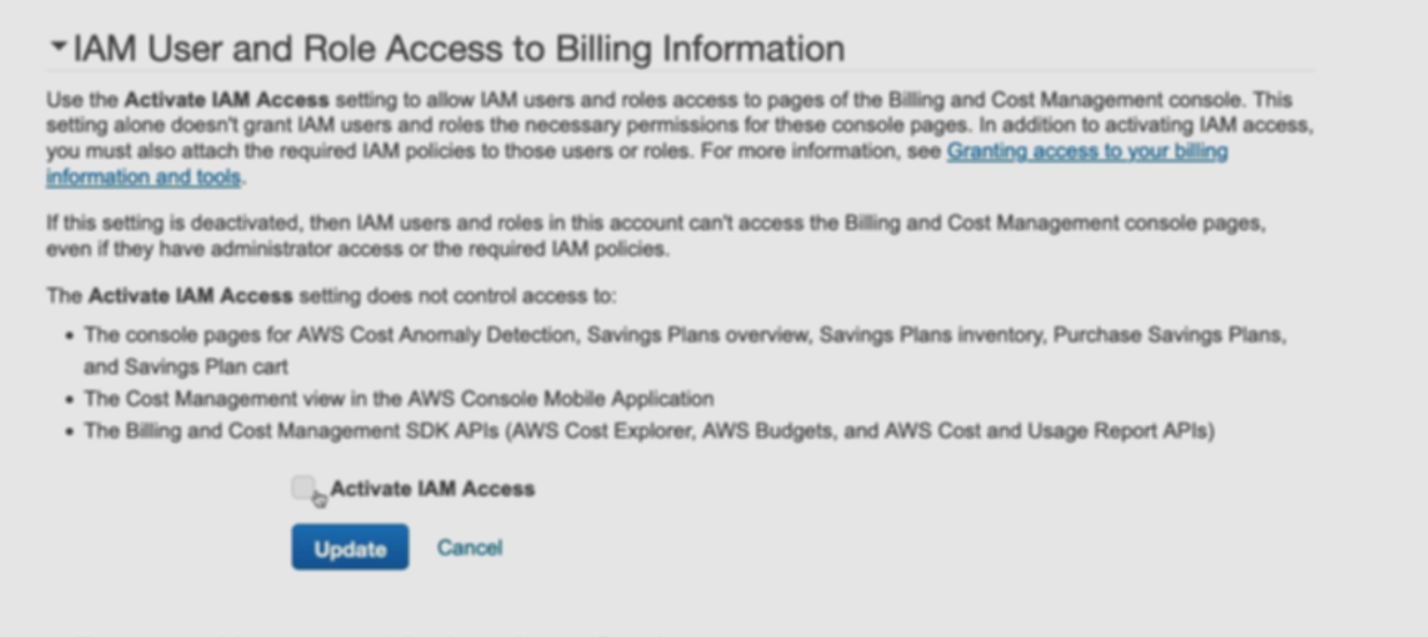 IAM User and Role Access to Billing Information
Use the Activate IAM Access setting to allow IAM users and roles access to pages of the Billing and Cost Management console. This
setting alone doesn't grant IAM users and roles the necessary permissions for these console pages. In addition to activating IAM access,
you must also attach the required IAM policies to those users or roles. For more information, see Granting access to your billing
information and tools.
If this setting is deactivated, then IAM users and roles in this account can't access the Billing and Cost Management console pages,
even if they have administrator access or the required IAM policies.
The Activate IAM Access setting does not control access to:
• The console pages for AWS Cost Anomaly Detection, Savings Plans overview, Savings Plans inventory, Purchase Savings Plans,
and Savings Plan cart
• The Cost Management view in the AWS Console Mobile Application
• The Billing and Cost Management SDK APIs (AWS Cost Explorer, AWS Budgets, and AWS Cost and Usage Report APIs)
Activate IAM Access
Update Cancel